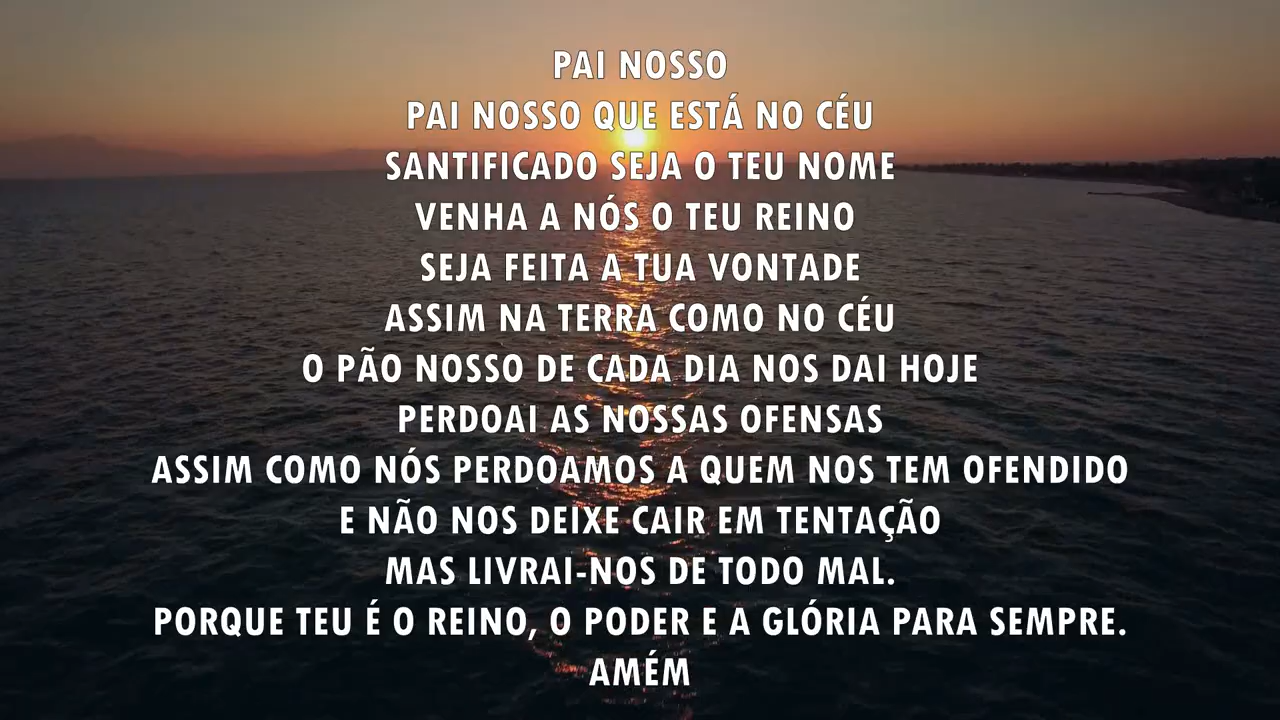 PAI NOSSO
PAI NOSSO QUE ESTÁ NO CÉU
SANTIFICADO SEJA O TEU NOME
VENHA A NÓS O TEU REINO
SEJA FEITA A TUA VONTADE
ASSIM NA TERRA COMO NO CÉU
O PÃO NOSSO DE CADA DIA NOS DAI HOJE
PERDOAI AS NOSSAS OFENSAS
ASSIM COMO NÓS PERDOAMOS A QUEM NOS TEM OFENDIDO
E NÃO NOS DEIXE CAIR EM TENTAÇÃO
MAS LIVRAI-NOS DE TODO MAL.
PORQUE TEU É O REINO, O PODER E A GLÓRIA PARA SEMPRE.
AMÉM